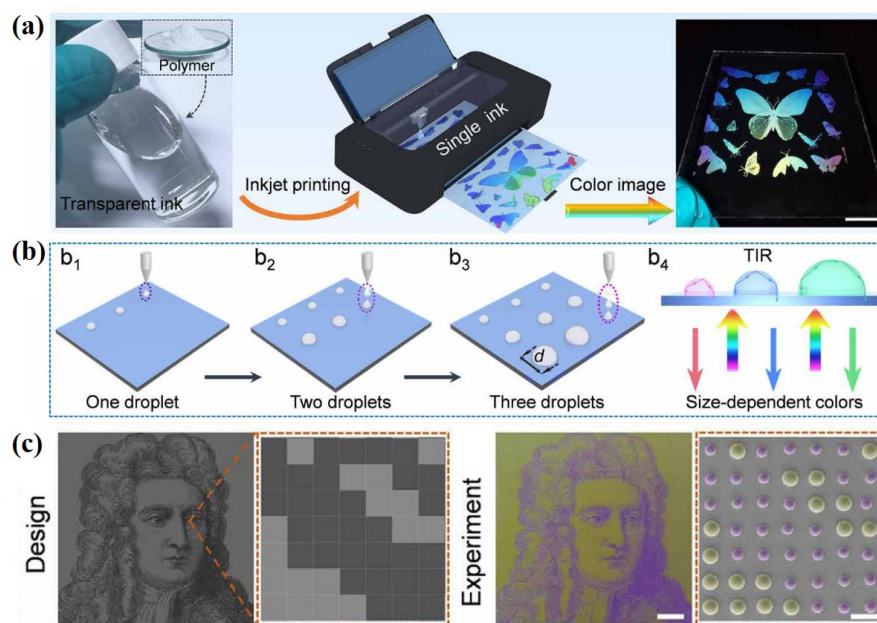 (a)
Polymer
Transparent ink
Inkjet printing
Single ink
Color image
(b)
b1
One droplet
b2
Two droplets
b3
d
Three droplets
b4
TIR
Size-dependent colors
(c)
Design
Experiment